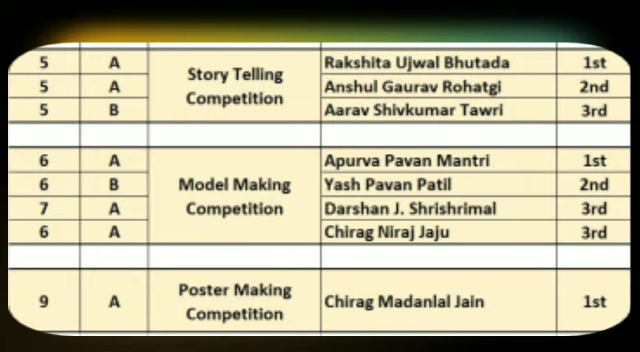 5 A Story Telling Competition Rakshita Ujwal Bhutada 1st
5 A Anshul Gaurav Rohatgi 2nd
5 B Aarav Shivkumar Tawri 3rd
6 A Model Making Competition Apurva Pavan Mantri 1st
6 B Yash Pavan Patil 2nd
7 A Darshan J. Shrishrimal 3rd
6 A Chirag Niraj Jaju 3rd
9 A Poster Making Competition Chirag Madanlal Jain 1st